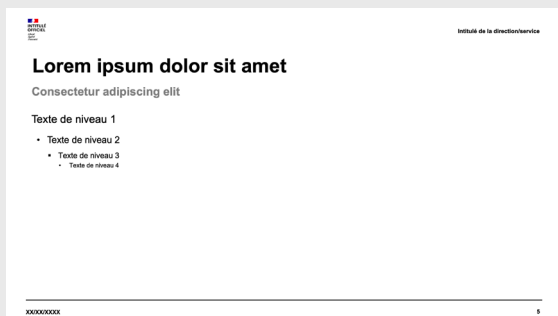 INTITULÉ
OFFICIEL
Intitulé de la direction/service
Lorem ipsum dolor sit amet
Consectetur adipiscing elit
Texte de niveau 1
• Texte de niveau 2
▪ Texte de niveau 3
• Texte de niveau 4
XX/XX/XXXX
5